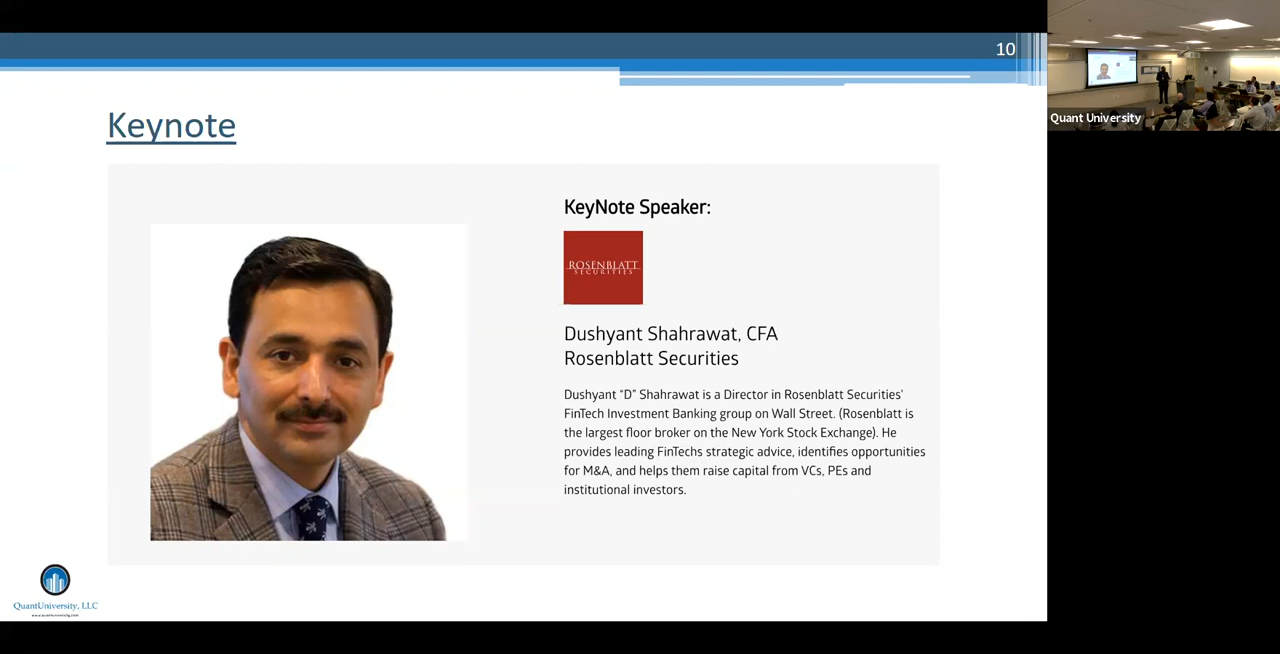 10
Keynote
KeyNote Speaker:
ROSENBLATT
SECURITIES
Dushyant Shahrawat, CFA
Rosenblatt Securities
Dushyant “D” Shahrawat is a Director in Rosenblatt Securities'
FinTech Investment Banking group on Wall Street. (Rosenblatt is
the largest floor broker on the New York Stock Exchange). He
provides leading FinTechs strategic advice, identifies opportunities
for M&A, and helps them raise capital from VCs, PEs and
institutional investors.
QuantUniversity, LLC
www.quantuniversity.com
Quant University